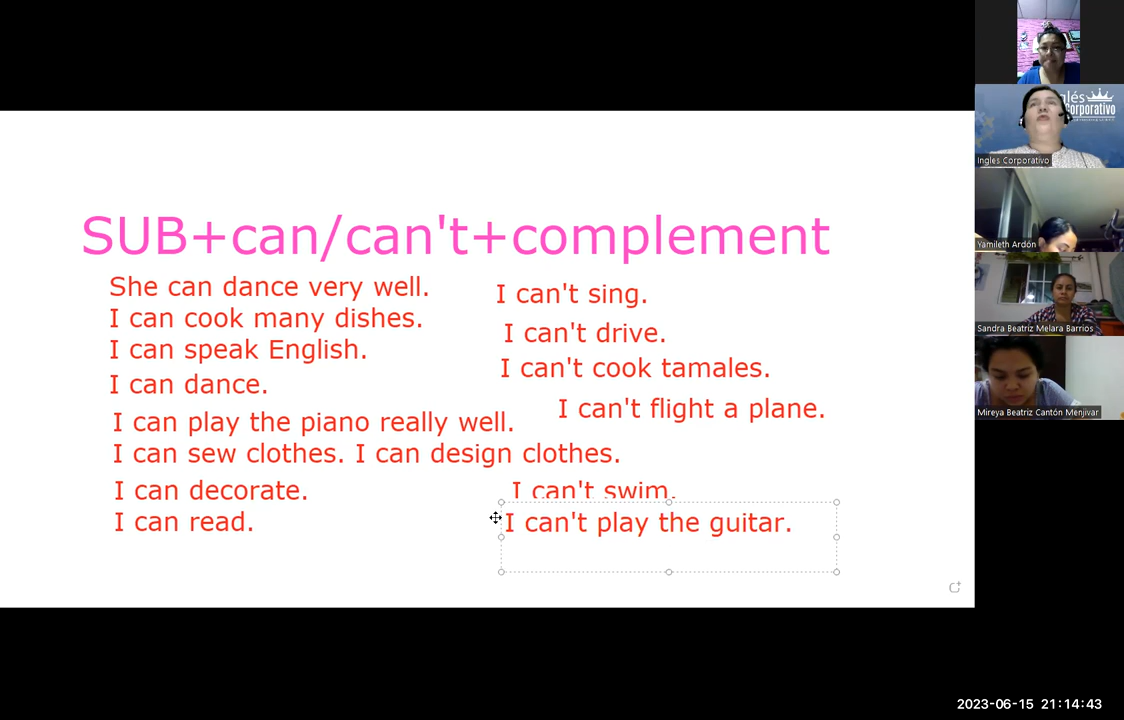 SUB+can/can't+complement
She can dance very well.
I can cook many dishes.
I can speak English.
I can dance.
I can play the piano really well.
I can sew clothes. I can design clothes.
I can decorate.
I can read.
I can't sing.
I can't drive.
I can't cook tamales.
I can't flight a plane.
I can't swim.
I can't play the guitar.
glés
Corporativo
Ingles Corporativo
Yamileth Ardón
Sandra Beatriz Melara Barrios
Mireya Beatriz Cantón Menjivar
2023-06-15 21:14:43